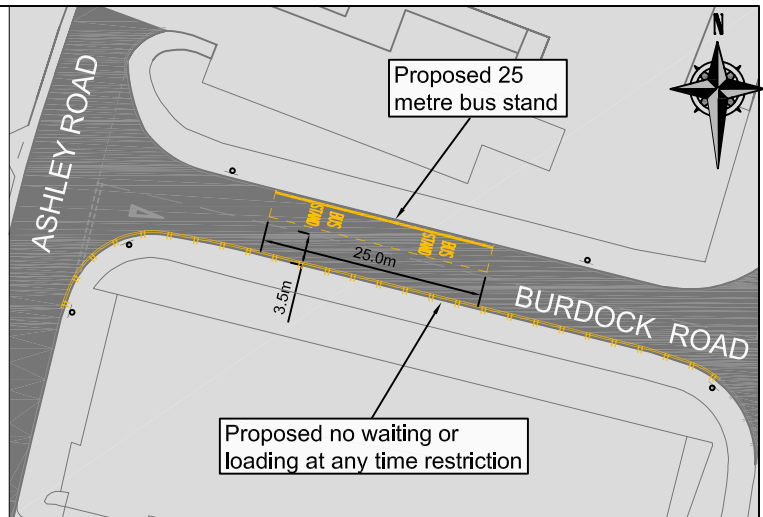 N
Proposed 25
metre bus stand
ASHLEY ROAD
BUS
STAND
BUS
STAND
25.0m
3.5m
BURDOCK ROAD
Proposed no waiting or
loading at any time restriction